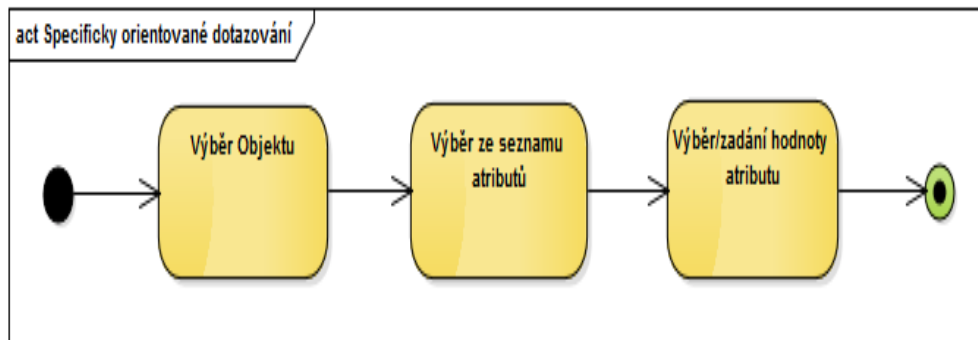 act Specificky orientované dotazování
Výběr Objektu
Výběr ze seznamu
atributů
Výběr/zadání hodnoty
atributu